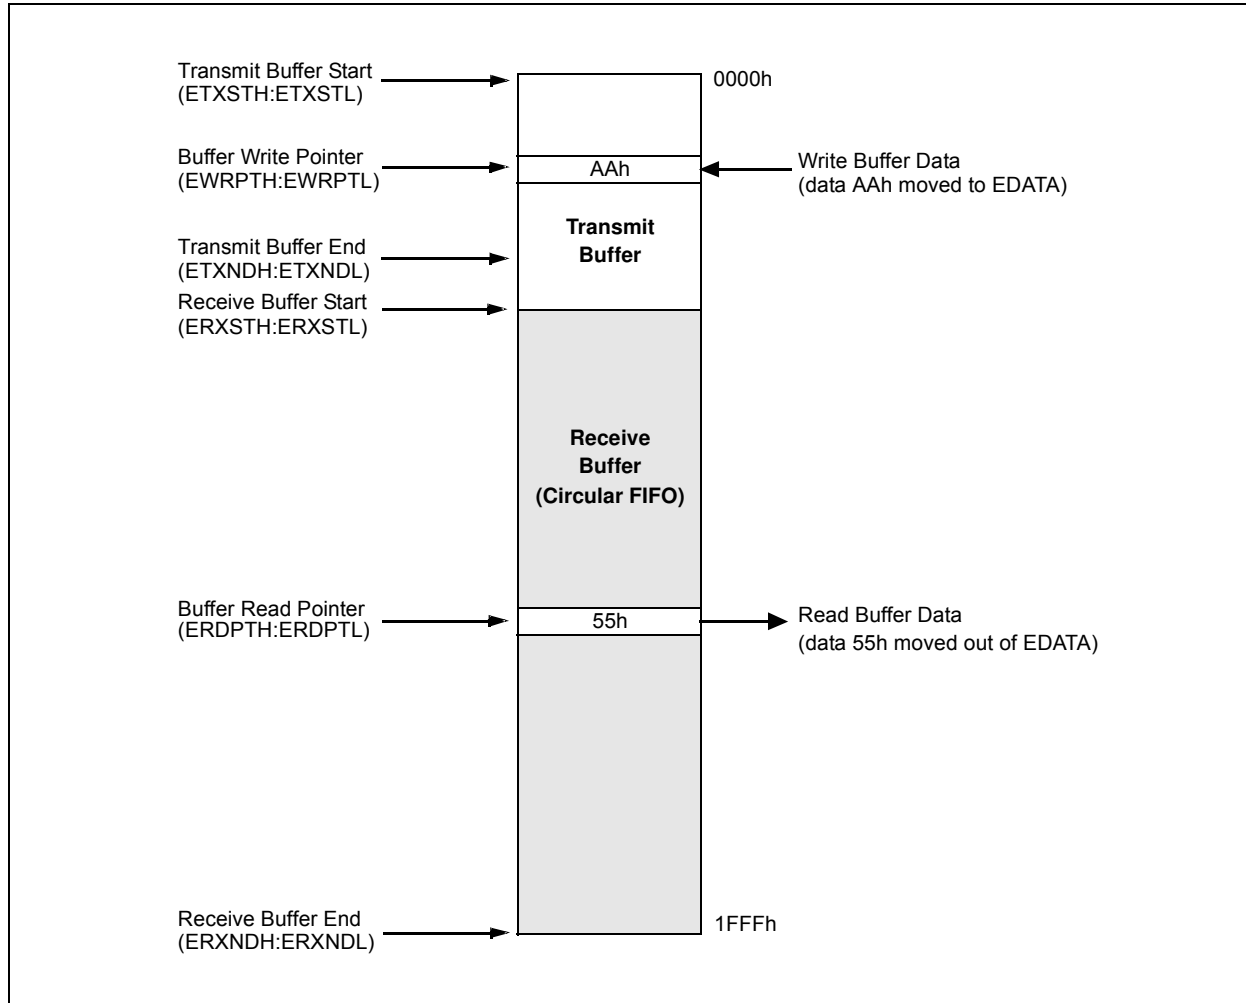 Transmit Buffer Start
(ETXSTH:ETXSTL)
0000h
Buffer Write Pointer
(EWRPTH:EWRPTL)
AAh
Write Buffer Data
(data AAh moved to EDATA)
Transmit
Buffer
Transmit Buffer End
(ETXNDH:ETXNDL)
Receive Buffer Start
(ERXSTH:ERXSTL)
Receive
Buffer
(Circular FIFO)
Buffer Read Pointer
(ERDPTH:ERDPTL)
55h
Read Buffer Data
(data 55h moved out of EDATA)
Receive Buffer End
(ERXNDH:ERXNDL)
1FFFh